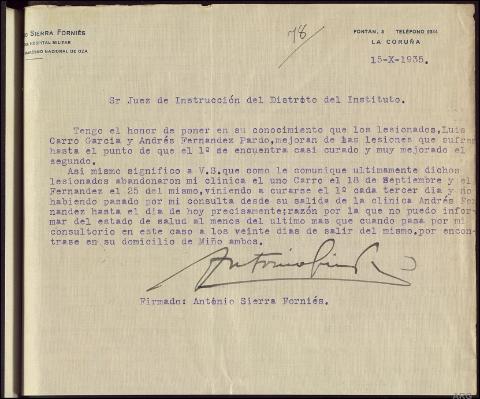 O SIERRA FORNIÉS
HOSPITAL MILITAR
NACIONAL DE OZA
78
FONTAN, 3 TELÉFONO 2344
LA CORUÑA
15-X-1935.
Sr Juez de Instrucción del Distrito del Instituto.
Tengo el honor de poner en su conocimiento que los lesionados, Luis
Carro Garcia y Andrés Fernandez Pardo, mejoran de las lesiones que sufren
hasta el punto de que el 1º se encuentra casi curado y muy mejorado el
segundo.
Asi mismo significo a V.S. que como le comunique ultimamente dichos
lesionados abandonaron mi clinica el uno Carro el 18 de Septiembre y el
Fernandez el 25 del mismo, viniendo a curarse el 1º cada tercer dia y no
habiendo pasado por mi consulta desde su salida de la clinica Andrés Fer
nandez hasta el dia de hoy precisamente; razón por la que no puedo infor-
mar del estado de salud al menos del ultimo mas que cuando pasa por mi
consultorio en este caso a los veinte dias de salir del mismo, por encon-
trase en su domicilio de Miño ambos.
Antonio Sierra
Firmado: António Sierra Forniés.
ARG